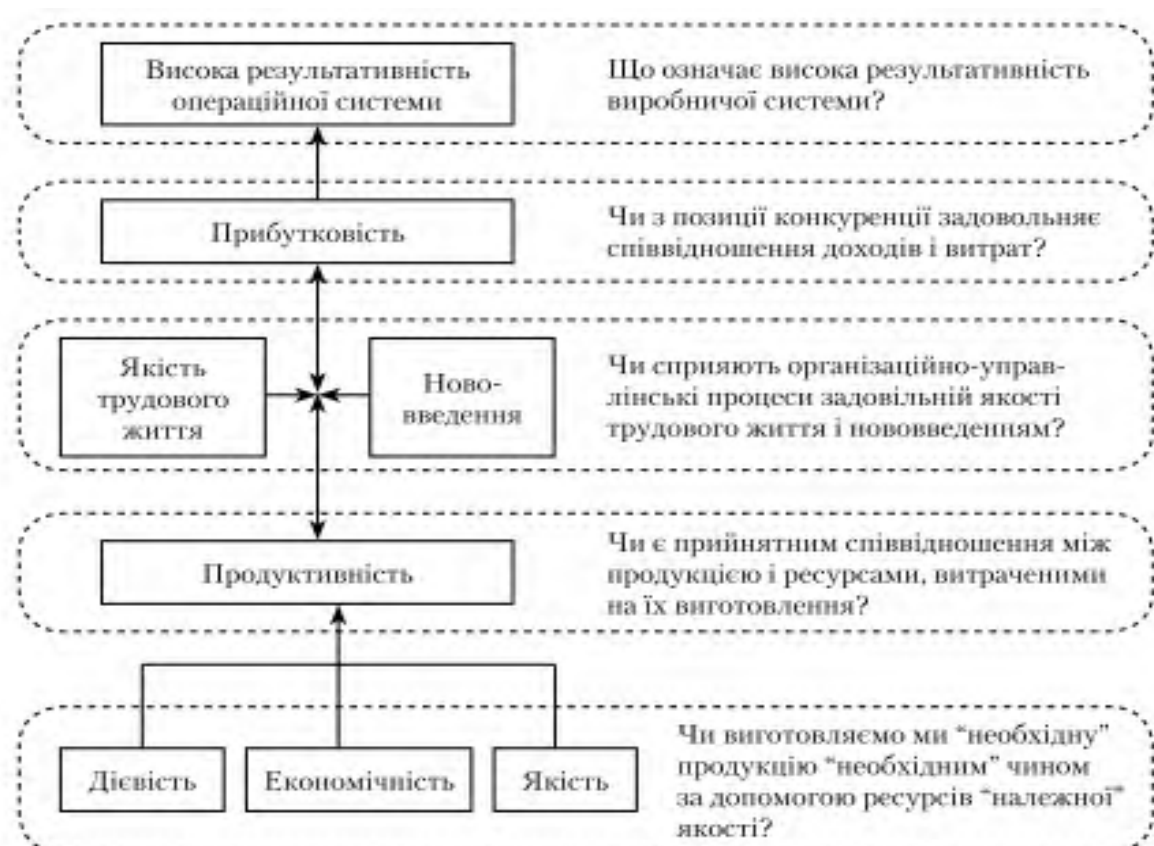 Висока результативність
операційної системи
Що означає висока результативність
виробничої системи?
Прибутковість
Чи з позиції конкуренції задовольняє
співвідношення доходів і витрат?
Якість
трудового
життя
Ново-
введення
Чи сприяють організаційно-управ-
лінські процеси задовільній якості
трудового життя і нововведенням?
Продуктивність
Чи є прийнятним співвідношення між
продукцією і ресурсами, витраченими
на їх виготовлення?
Дієвість
Економічність
Якість
Чи виготовляємо ми “необхідну”
продукцію “необхідним” чином
за допомогою ресурсів “належної”
якості?